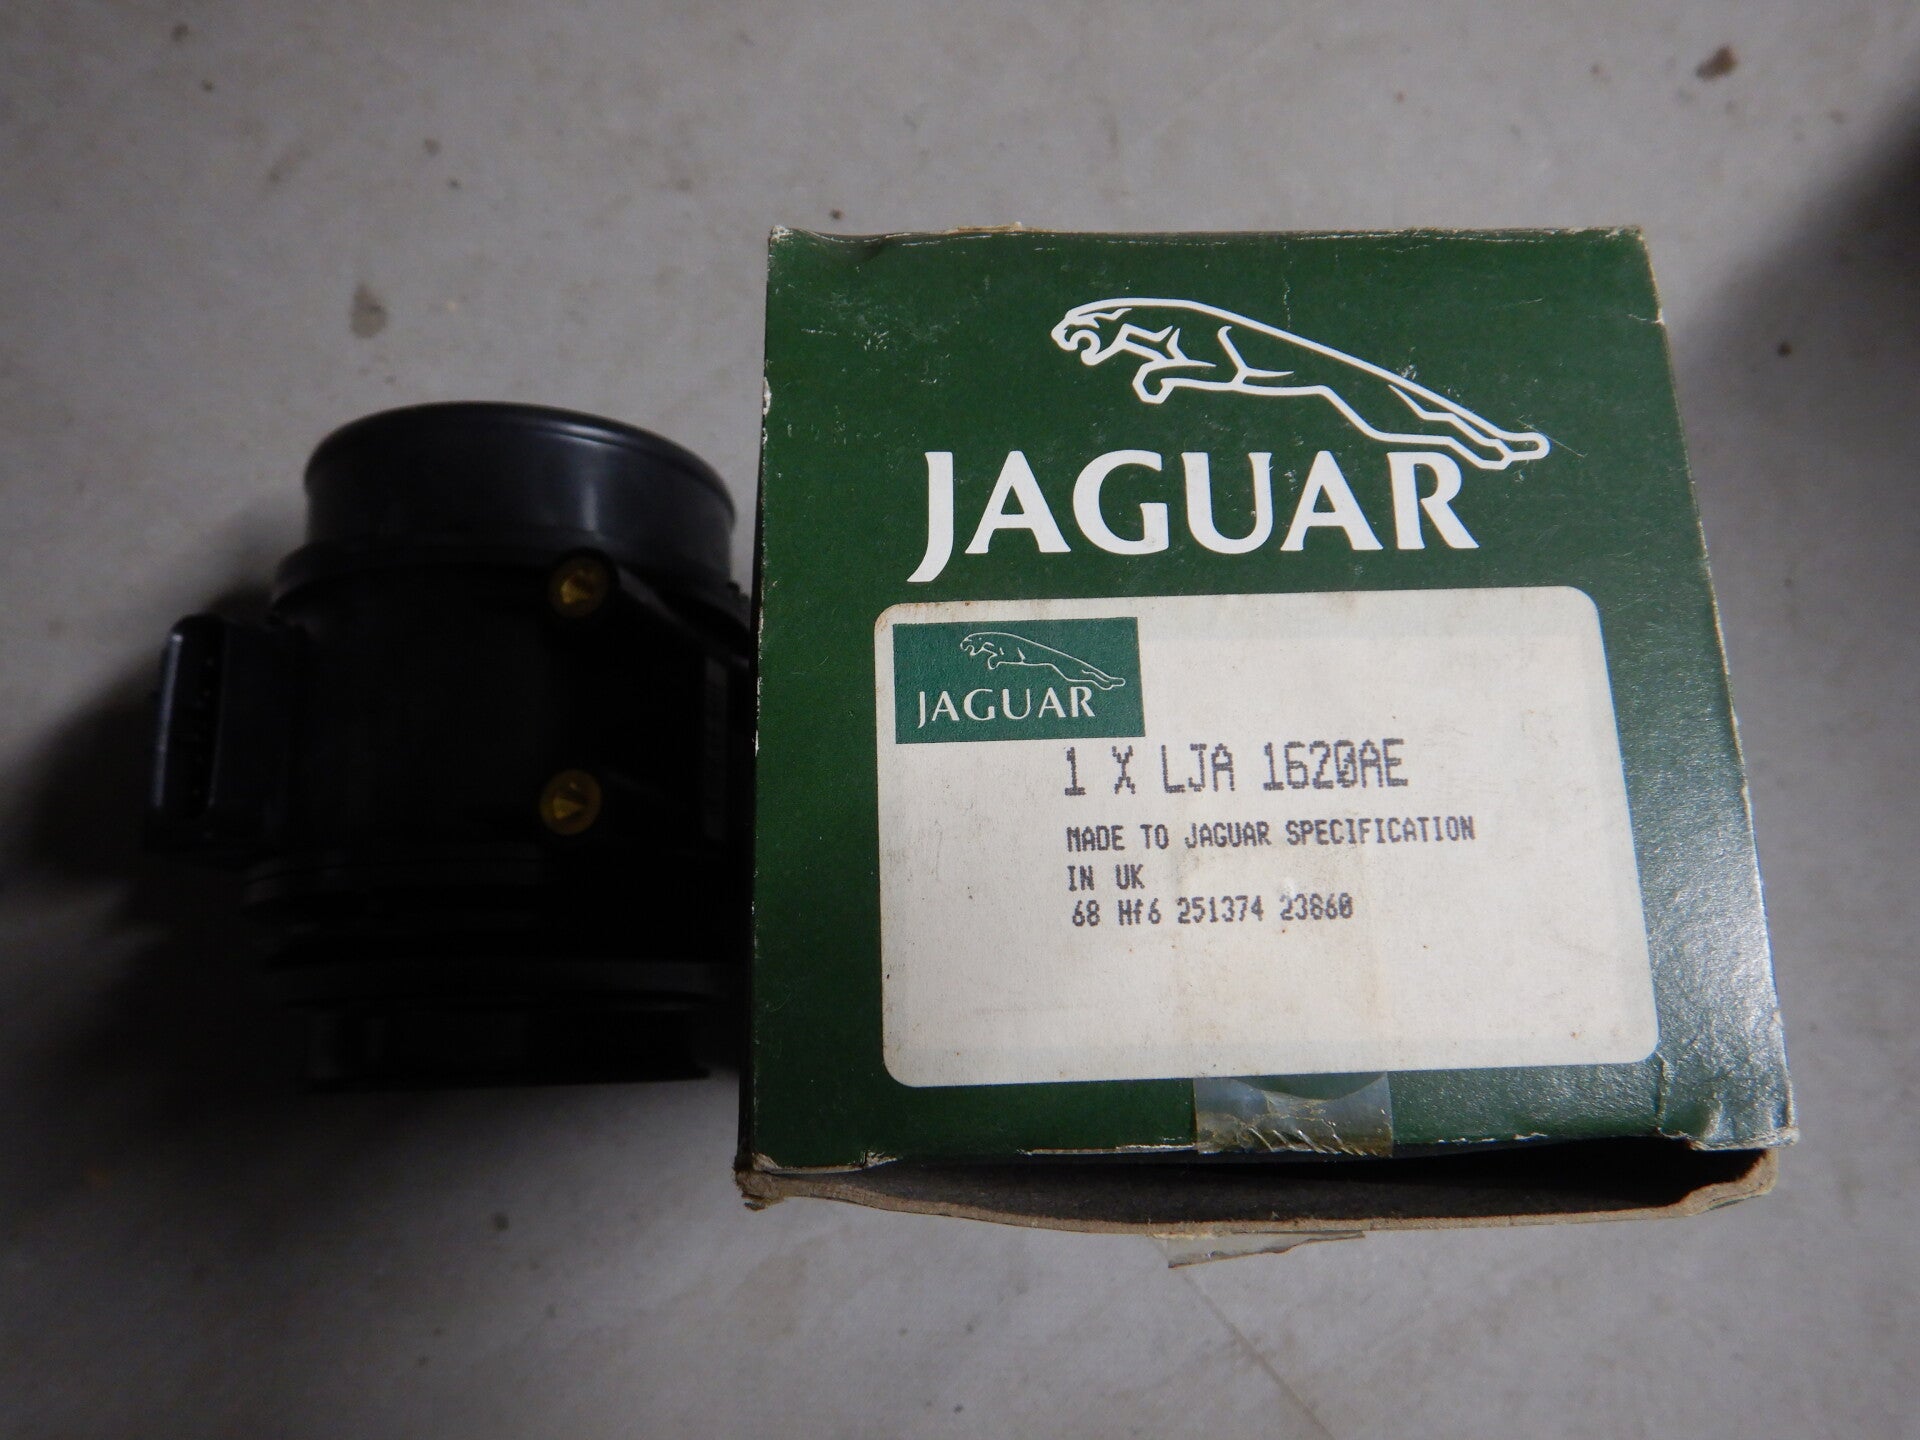 JAGUAR
JAGUAR
1 X LJA 1620AE
MADE TO JAGUAR SPECIFICATION
IN UK
68 Hf6 251374 23860